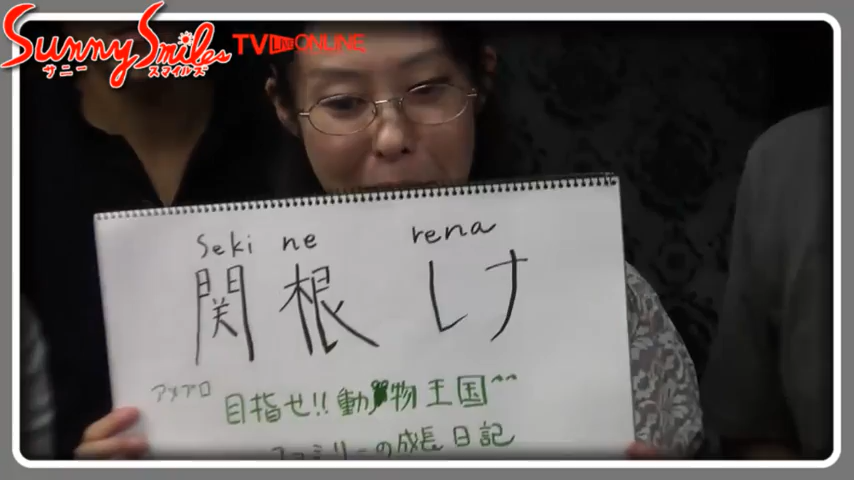 Sunny Smiles TV LIVE ONLINE
サニー スマイルズ
Seki ne rena
関根 レナ
アメブロ
目指せ!! 動物王国^^
ファミリーの成長日記